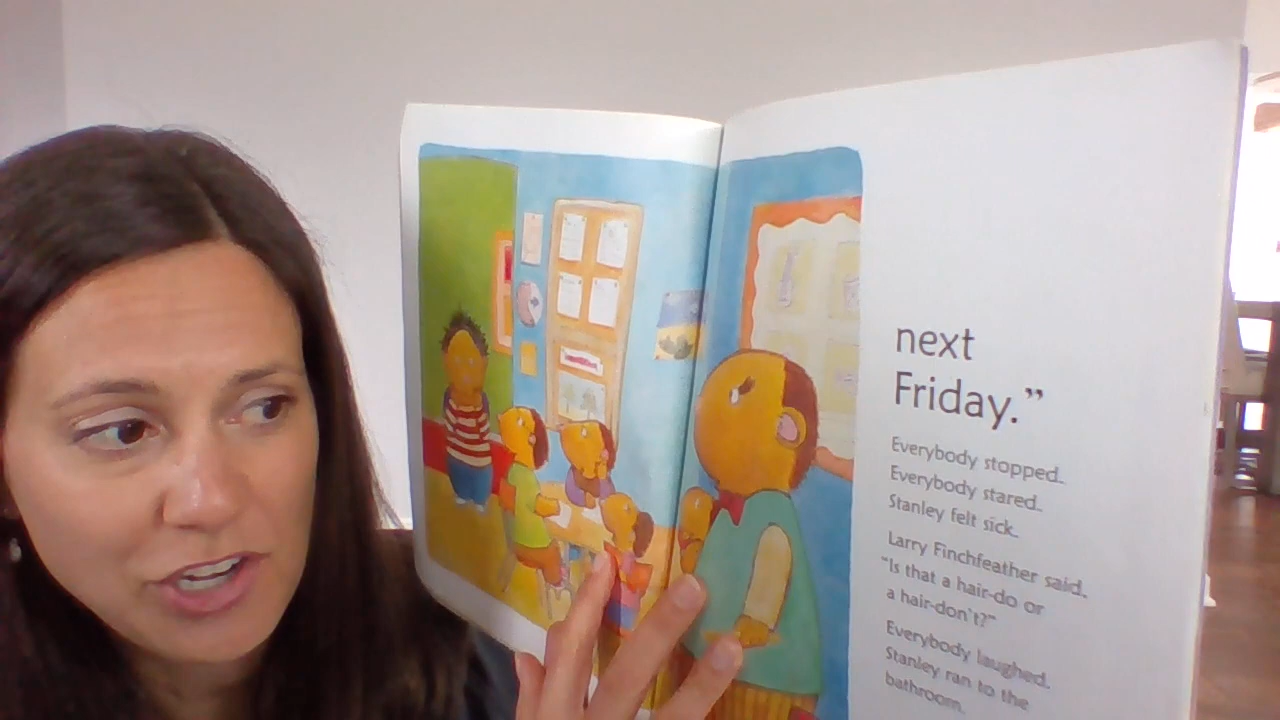 next
Friday.”
Everybody stopped.
Everybody stared.
Stanley felt sick.
Larry Finchfeather said,
“Is that a hair-do or
a hair-don't?”
Everybody laughed.
Stanley ran to the
bathroom.